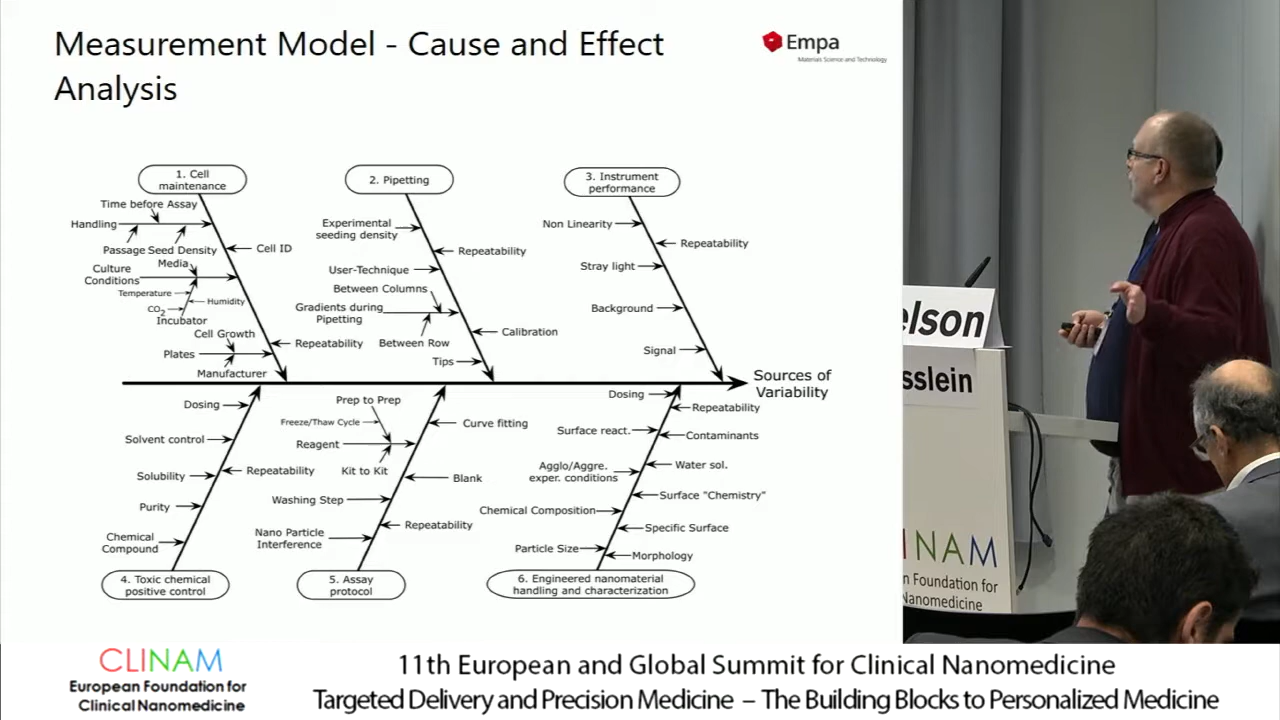 Measurement Model - Cause and Effect
Analysis
Empa
Materials Science and Technology
1. Cell
maintenance
Time before Assay
Handling
Passage Seed Density
Cell ID
Media
Culture
Conditions
Temperature
Humidity
CO2
Incubator
Cell Growth
Repeatability
Plates
Manufacturer
2. Pipetting
Experimental
seeding density
Repeatability
User-Technique
Between Columns
Gradients during
Pipetting
Between Row
Calibration
Tips
3. Instrument
performance
Non Linearity
Repeatability
Stray light
Background
Signal
Sources of
Variability
Dosing
Solvent control
Repeatability
Solubility
Purity
Chemical
Compound
4. Toxic chemical
positive control
Prep to Prep
Freeze/Thaw Cycle
Curve fitting
Reagent
Kit to Kit
Blank
Washing Step
Repeatability
Nano Particle
Interference
5. Assay
protocol
Dosing
Repeatability
Surface react.
Contaminants
Agglo/Aggre.
exper. conditions
Water sol.
Surface "Chemistry"
Chemical Composition
Specific Surface
Particle Size
Morphology
6. Engineered nanomaterial
handling and characterization
elson
sslein
INAM
n Foundation for
Nanomedicine
CLINAM
European Foundation for
Clinical Nanomedicine
11th European and Global Summit for Clinical Nanomedicine
Targeted Delivery and Precision Medicine – The Building Blocks to Personalized Medicine